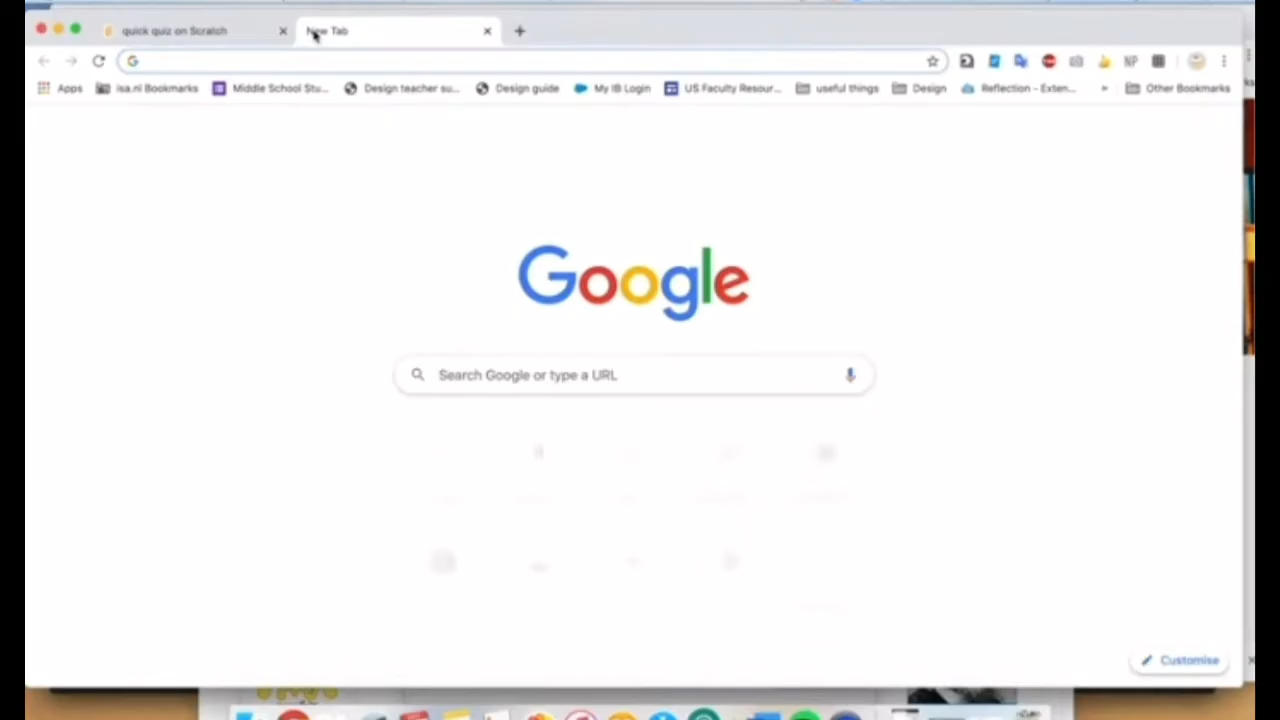 quick quiz on Scratch
New Tab
NP
Apps
isa.nl Bookmarks
Middle School Stu...
Design teacher su...
Design guide
My IB Login
US Faculty Resour...
useful things
Design
Reflection - Exten...
»
Other Bookmarks
Google
Search Google or type a URL
Customise